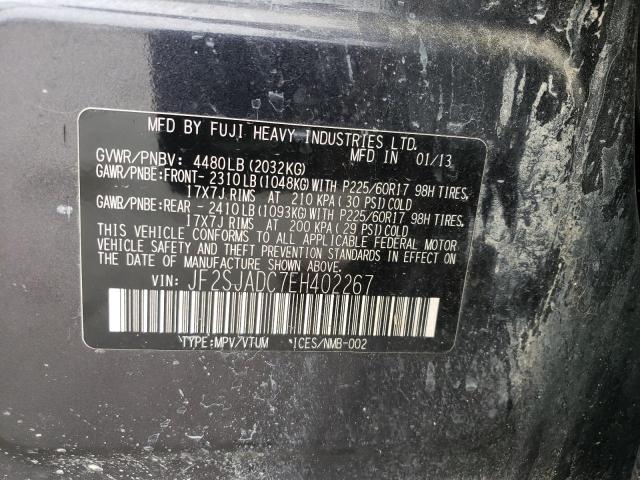 MFD BY FUJI HEAVY INDUSTRIES LTD.
GVWR/PNBV: 4480LB (2032KG) MFD IN 01/13
GAWR/PNBE:FRONT- 2310LB (1048KG) WITH P225/60R17 98H TIRES,
17X7J RIMS AT 210 KPA (30 PSI) COLD
GAWR/PNBE:REAR - 2410LB (1093KG) WITH P225/60R17 98H TIRES,
17X7J RIMS AT 200 KPA (29 PSI) COLD
THIS VEHICLE CONFORMS TO ALL APPLICABLE FEDERAL MOTOR
VEHICLE SAFETY AND THEFT PREVENTION STANDARDS IN EFFECT ON
THE DATE OF MANUFACTURE SHOWN ABOVE.
VIN: JF2SJADC7EH402267
TYPE:MPV/VTUM *ICES/NMB-002